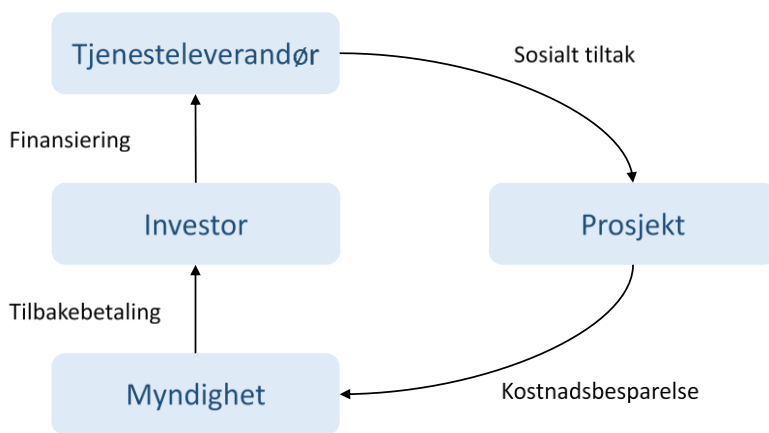 Tjenesteleverandør
Sosialt tiltak
Finansiering
Investor
Prosjekt
Tilbakebetaling
Myndighet
Kostnadsbesparelse